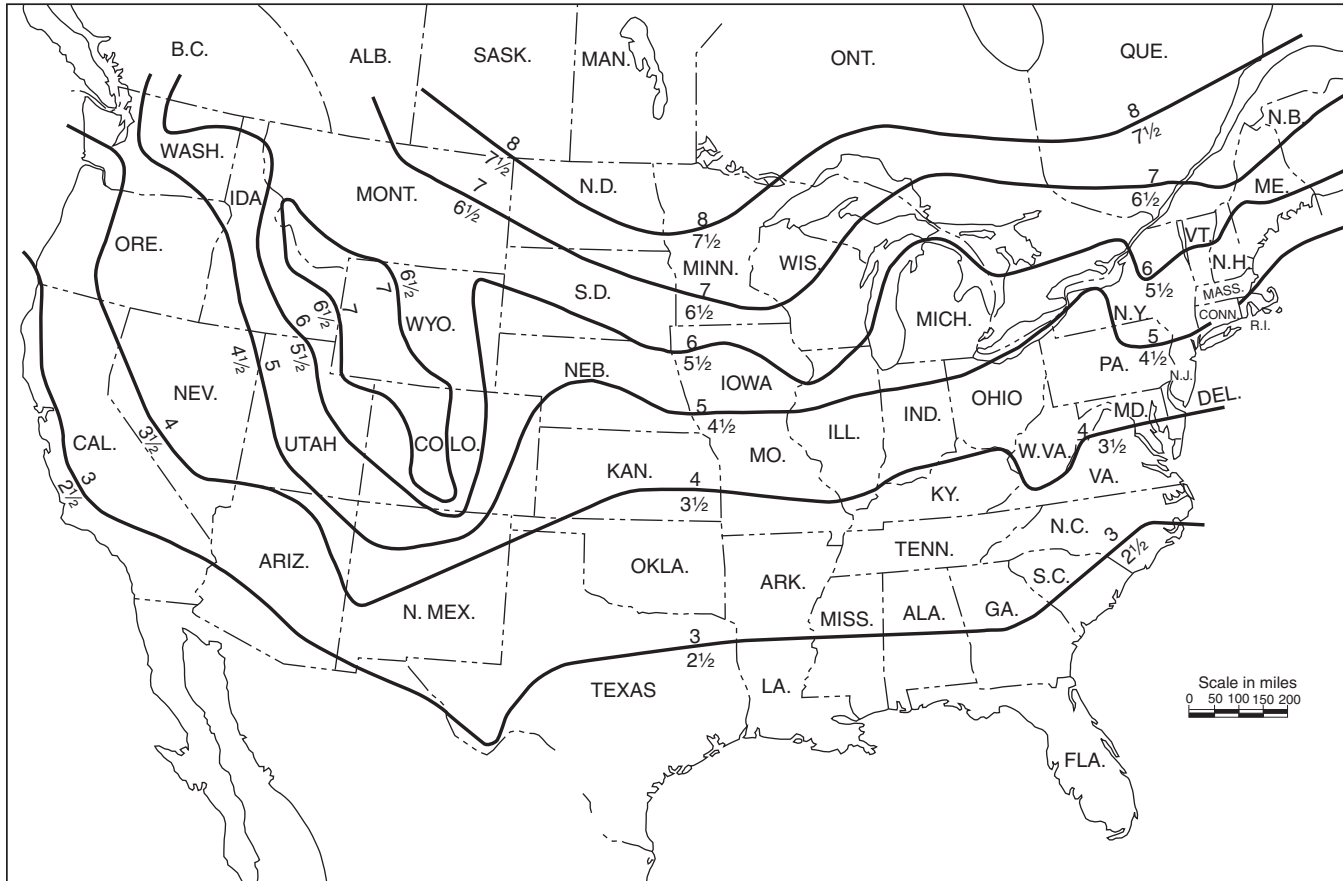 B.C.
ALB.
SASK.
MAN.
ONT.
QUE.
8
7½
N.B.
WASH.
8
7½
IDA
MONT.
7
6½
N.D.
7
6½
ME.
ORE.
8
7½
VT.
MINN.
WIS.
6
5½
N.H.
6½
7
S.D.
7
6½
MASS.
6½
7
WYO.
MICH.
N.Y.
CONN.
R.I.
6
5½
4½
5
6
5½
5
4½
NEV.
NEB.
IOWA
PA.
N.J.
OHIO
DEL.
4
3½
5
4½
IND.
MD.
CAL.
UTAH
COLO.
MO.
ILL.
W.VA.
4
3½
3
2½
KAN.
4
3½
KY.
VA.
N.C.
3
2½
ARIZ.
OKLA.
TENN.
ARK.
S.C.
N. MEX.
MISS.
ALA.
GA.
3
2½
TEXAS
LA.
Scale in miles
0 50 100 150 200
FLA.